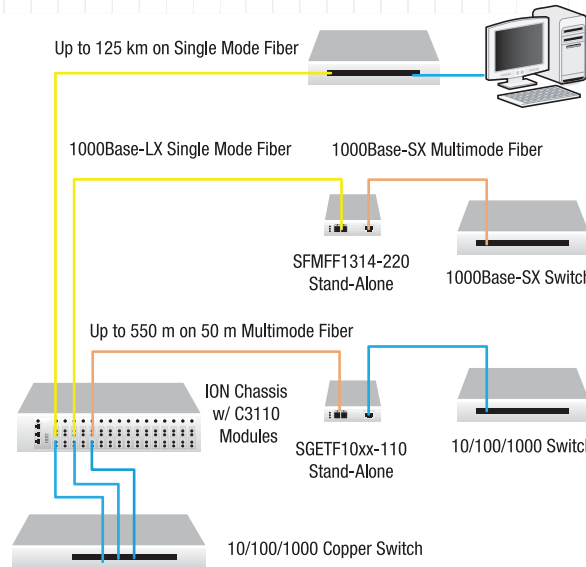 Up to 125 km on Single Mode Fiber
1000Base-LX Single Mode Fiber
1000Base-SX Multimode Fiber
SFMFF1314-220
Stand-Alone
1000Base-SX Switch
Up to 550 m on 50 m Multimode Fiber
ION Chassis
w/ C3110
Modules
SGETF10xx-110
Stand-Alone
10/100/1000 Switch
10/100/1000 Copper Switch